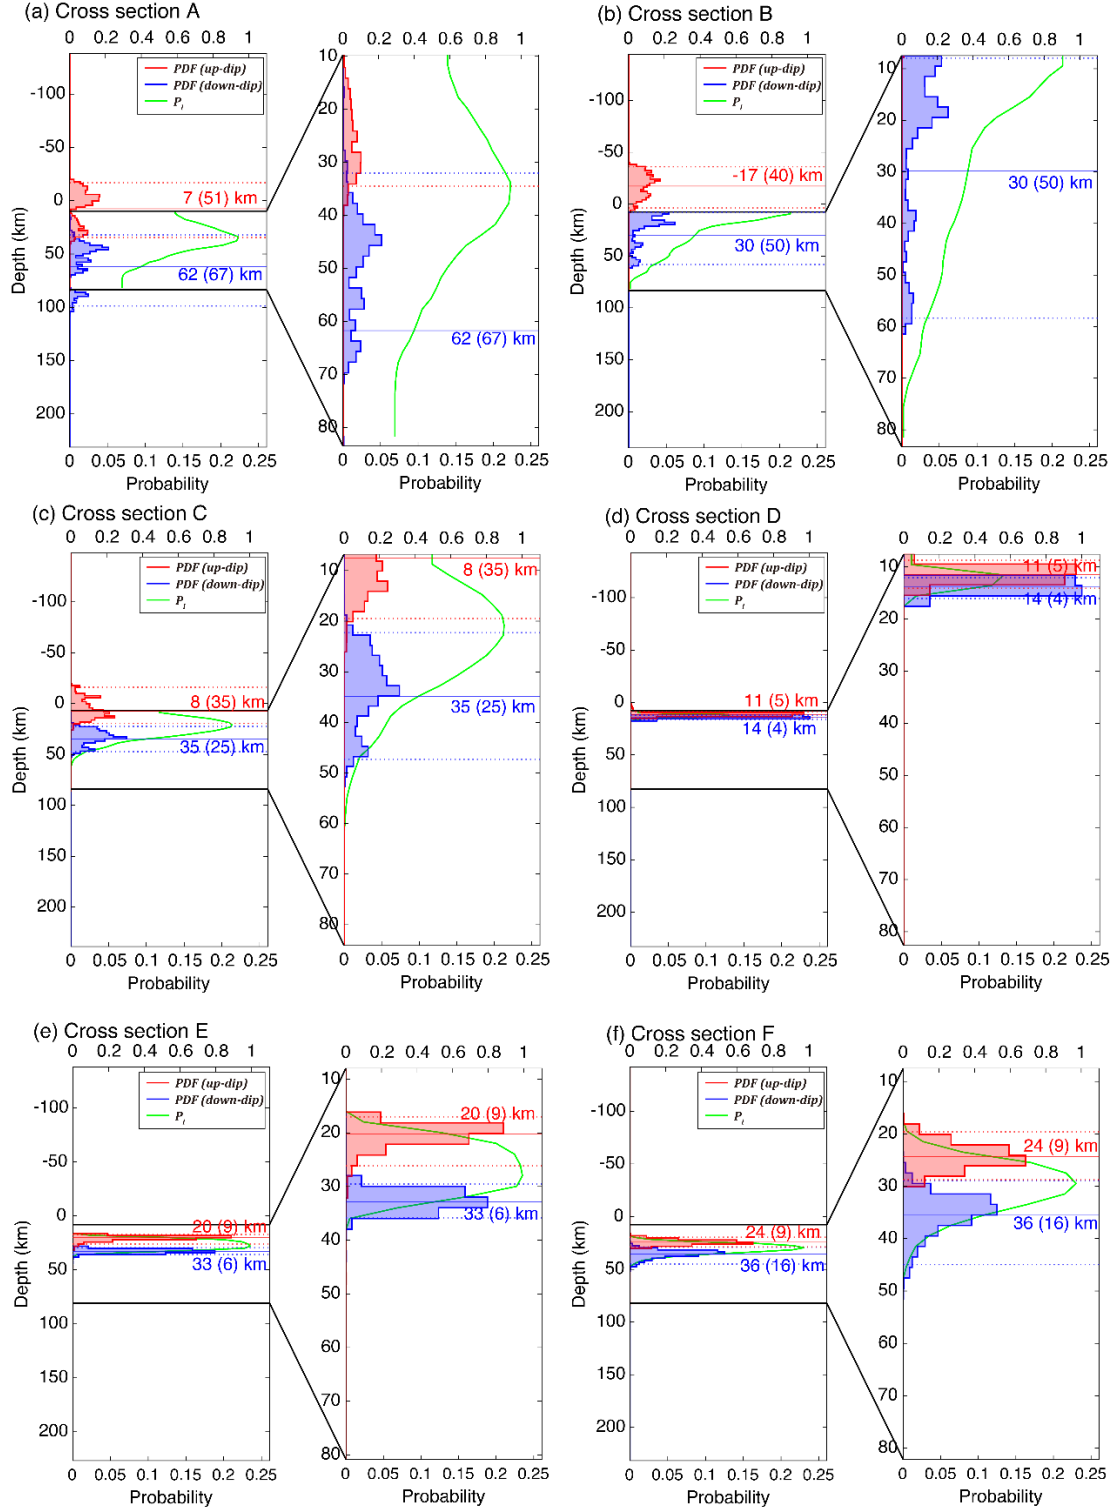 (a) Cross section A
0 0.2 0.4 0.6 0.8 1
0 0.2 0.4 0.6 0.8 1
PDF (up-dip)
PDF (down-dip)
P_l
-100
-50
0
50
100
150
200
Depth (km)
7 (51) km
62 (67) km
0 0.05 0.1 0.15 0.2 0.25
Probability
10
20
30
40
50
60
70
80
62 (67) km
0 0.05 0.1 0.15 0.2 0.25
Probability
(b) Cross section B
0 0.2 0.4 0.6 0.8 1
0 0.2 0.4 0.6 0.8 1
PDF (up-dip)
PDF (down-dip)
P_l
-100
-50
0
50
100
150
200
Depth (km)
-17 (40) km
30 (50) km
0 0.05 0.1 0.15 0.2 0.25
Probability
10
20
30
40
50
60
70
80
30 (50) km
0 0.05 0.1 0.15 0.2 0.25
Probability
(c) Cross section C
0 0.2 0.4 0.6 0.8 1
0 0.2 0.4 0.6 0.8 1
PDF (up-dip)
PDF (down-dip)
P_l
-100
-50
0
50
100
150
200
Depth (km)
8 (35) km
35 (25) km
0 0.05 0.1 0.15 0.2 0.25
Probability
10
20
30
40
50
60
70
80
8 (35) km
35 (25) km
0 0.05 0.1 0.15 0.2 0.25
Probability
(d) Cross section D
0 0.2 0.4 0.6 0.8 1
0 0.2 0.4 0.6 0.8 1
PDF (up-dip)
PDF (down-dip)
P_l
-100
-50
0
50
100
150
200
Depth (km)
11 (5) km
14 (4) km
0 0.05 0.1 0.15 0.2 0.25
Probability
10
20
30
40
50
60
70
80
11 (5) km
14 (4) km
0 0.05 0.1 0.15 0.2 0.25
Probability
(e) Cross section E
0 0.2 0.4 0.6 0.8 1
0 0.2 0.4 0.6 0.8 1
PDF (up-dip)
PDF (down-dip)
P_l
-100
-50
0
50
100
150
200
Depth (km)
20 (9) km
33 (6) km
0 0.05 0.1 0.15 0.2 0.25
Probability
10
20
30
40
50
60
70
80
20 (9) km
33 (6) km
0 0.05 0.1 0.15 0.2 0.25
Probability
(f) Cross section F
0 0.2 0.4 0.6 0.8 1
0 0.2 0.4 0.6 0.8 1
PDF (up-dip)
PDF (down-dip)
P_l
-100
-50
0
50
100
150
200
Depth (km)
24 (9) km
36 (16) km
0 0.05 0.1 0.15 0.2 0.25
Probability
10
20
30
40
50
60
70
80
24 (9) km
36 (16) km
0 0.05 0.1 0.15 0.2 0.25
Probability